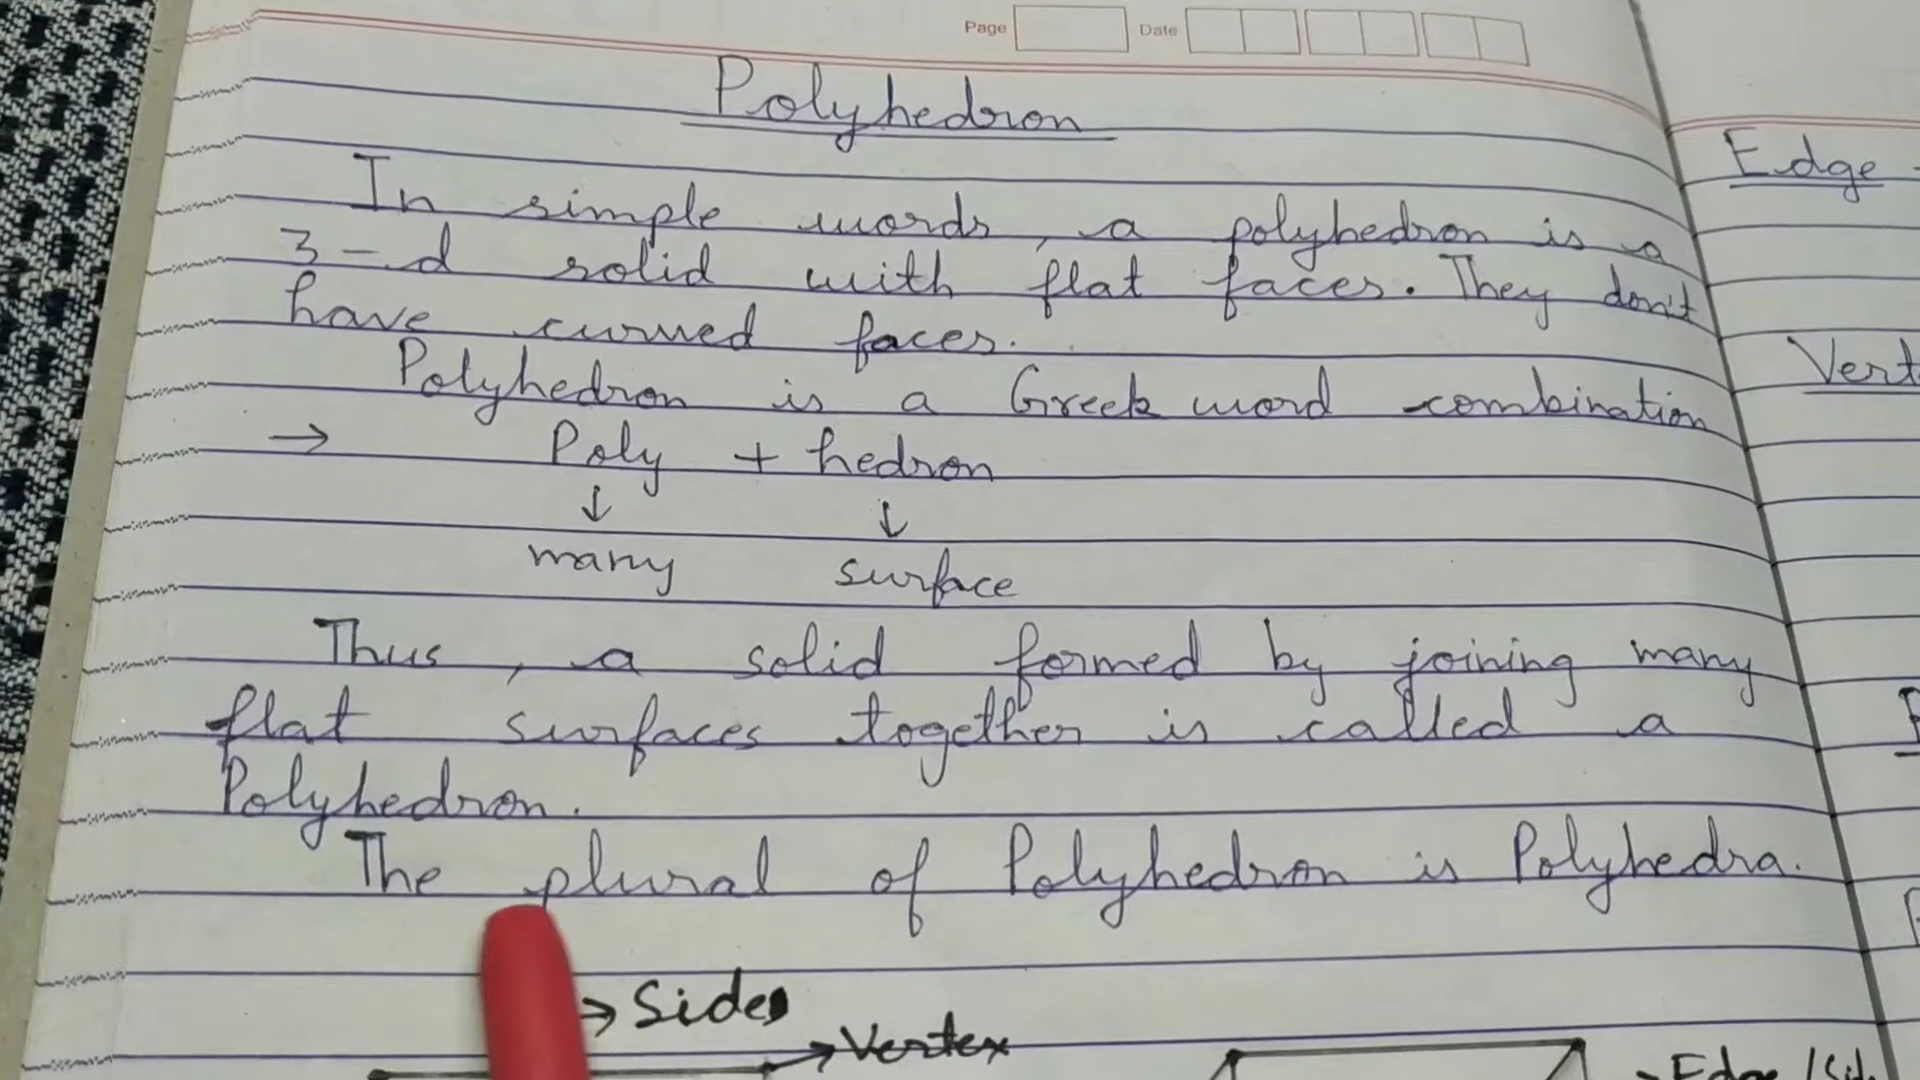 Page Date
Polyhedron
In simple words, a polyhedron is a
3-d solid with flat faces. They don't
have curved faces.
Polyhedron is a Greek word combination
→ Poly + hedron
↓ ↓
many surface
Thus, a solid formed by joining many
flat surfaces together is called a
Polyhedron.
The plural of Polyhedron is Polyhedra.
→ Sides
→ Vertex
Edge
Edge -